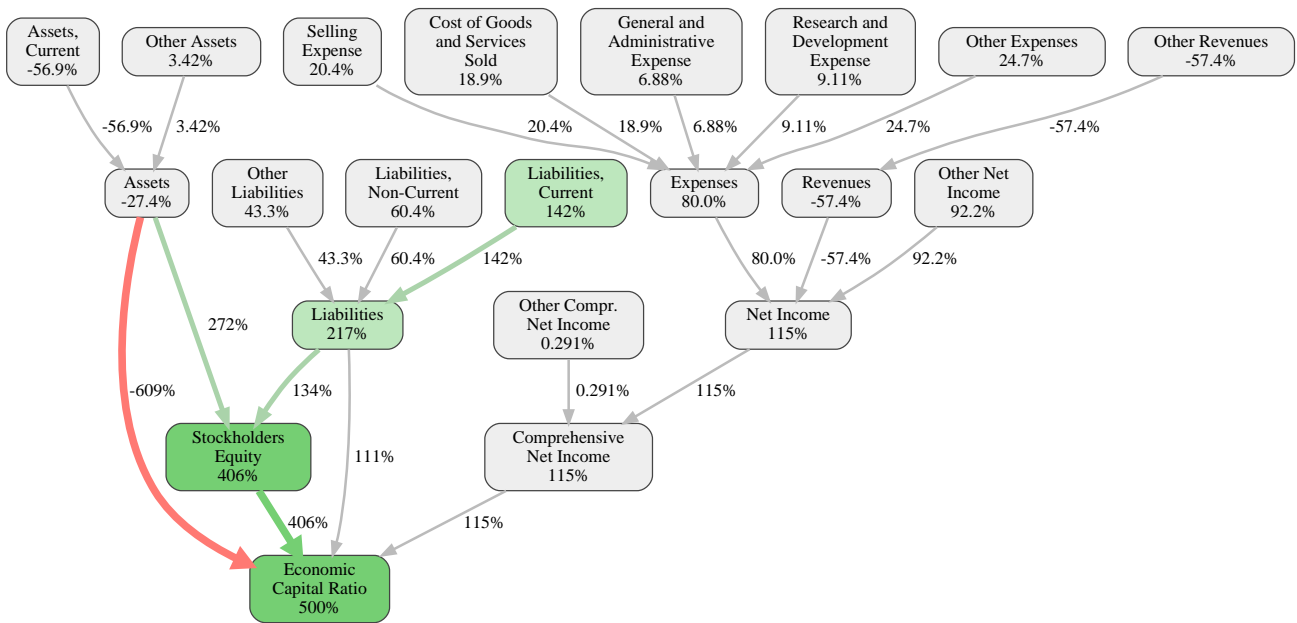 Assets,
Current
-56.9%
Other Assets
3.42%
Selling
Expense
20.4%
Cost of Goods
and Services
Sold
18.9%
General and
Administrative
Expense
6.88%
Research and
Development
Expense
9.11%
Other Expenses
24.7%
Other Revenues
-57.4%
-56.9%
3.42%
20.4%
18.9%
6.88%
9.11%
24.7%
-57.4%
Assets
-27.4%
Other
Liabilities
43.3%
Liabilities,
Non-Current
60.4%
Liabilities,
Current
142%
Expenses
80.0%
Revenues
-57.4%
Other Net
Income
92.2%
43.3%
60.4%
142%
80.0%
-57.4%
92.2%
272%
Liabilities
217%
Other Compr.
Net Income
0.291%
Net Income
115%
-609%
134%
0.291%
115%
Stockholders
Equity
406%
111%
Comprehensive
Net Income
115%
406%
115%
Economic
Capital Ratio
500%